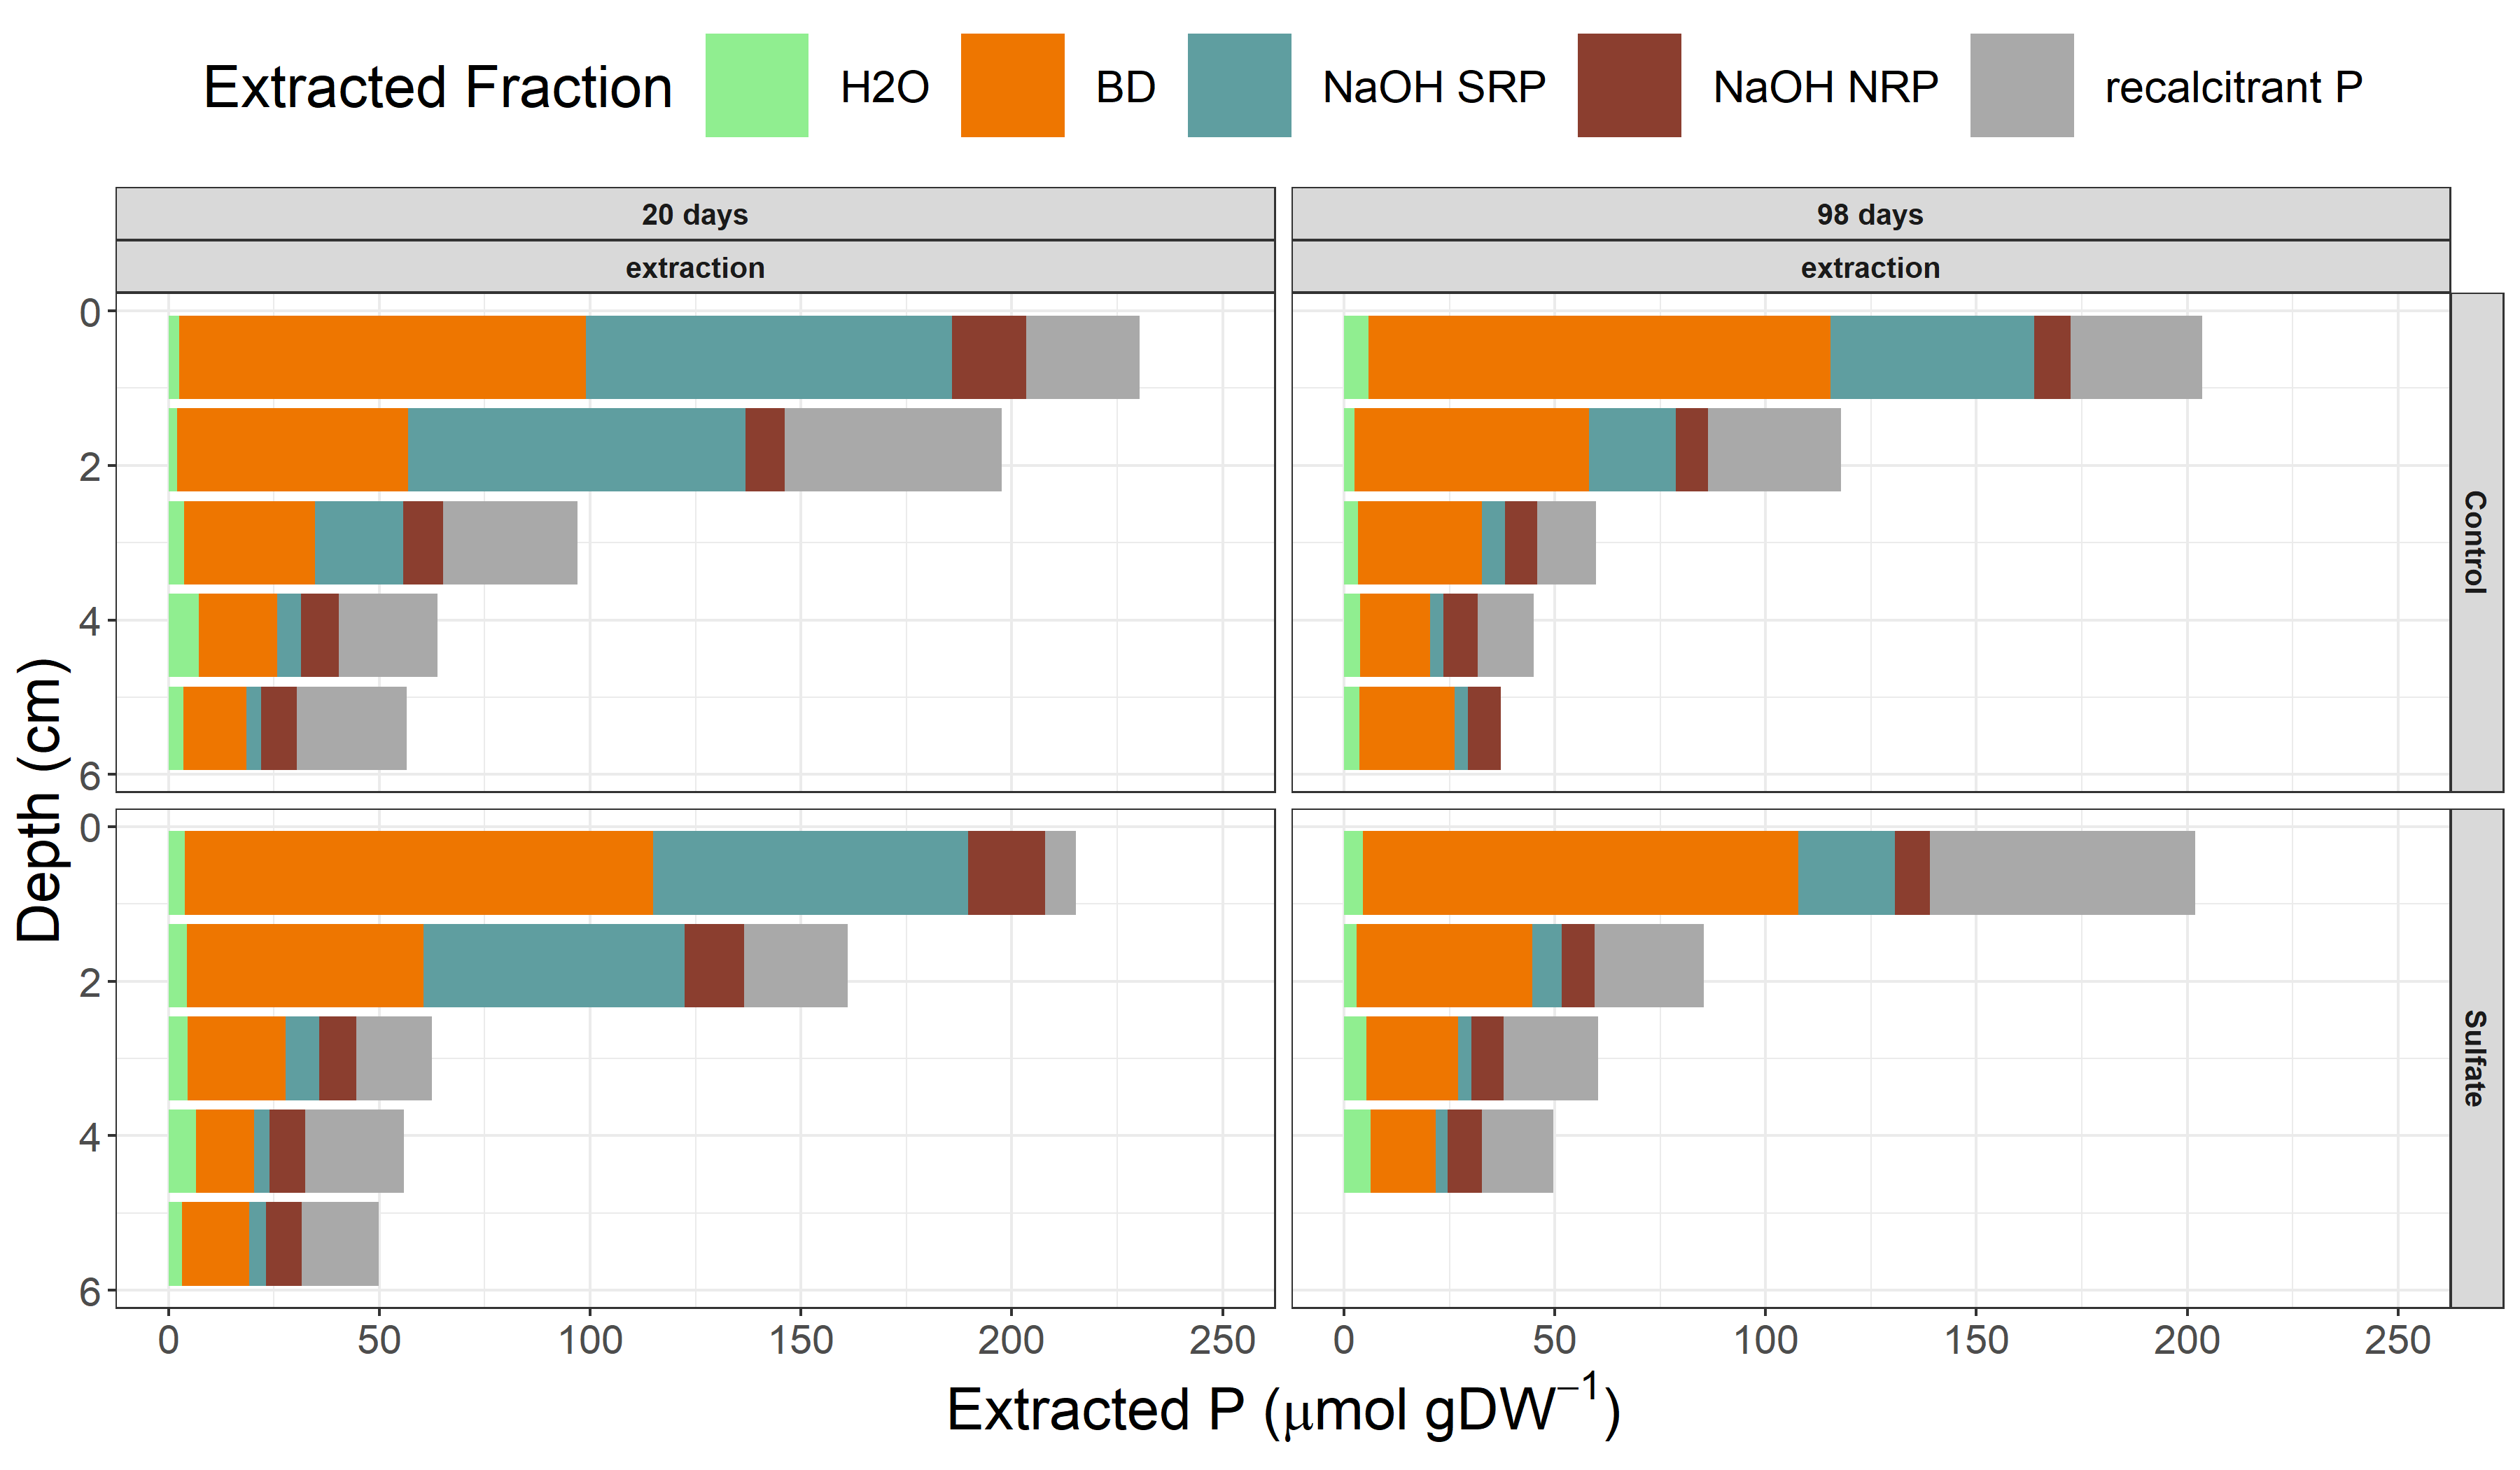 Extracted Fraction H2O BD NaOH SRP NaOH NRP recalcitrant P
20 days 98 days
extraction extraction
0
2
4
6
Control
Depth (cm)
0
2
4
6
Sulfate
0 50 100 150 200 250 0 50 100 150 200 250
Extracted P (μmol gDW⁻¹)